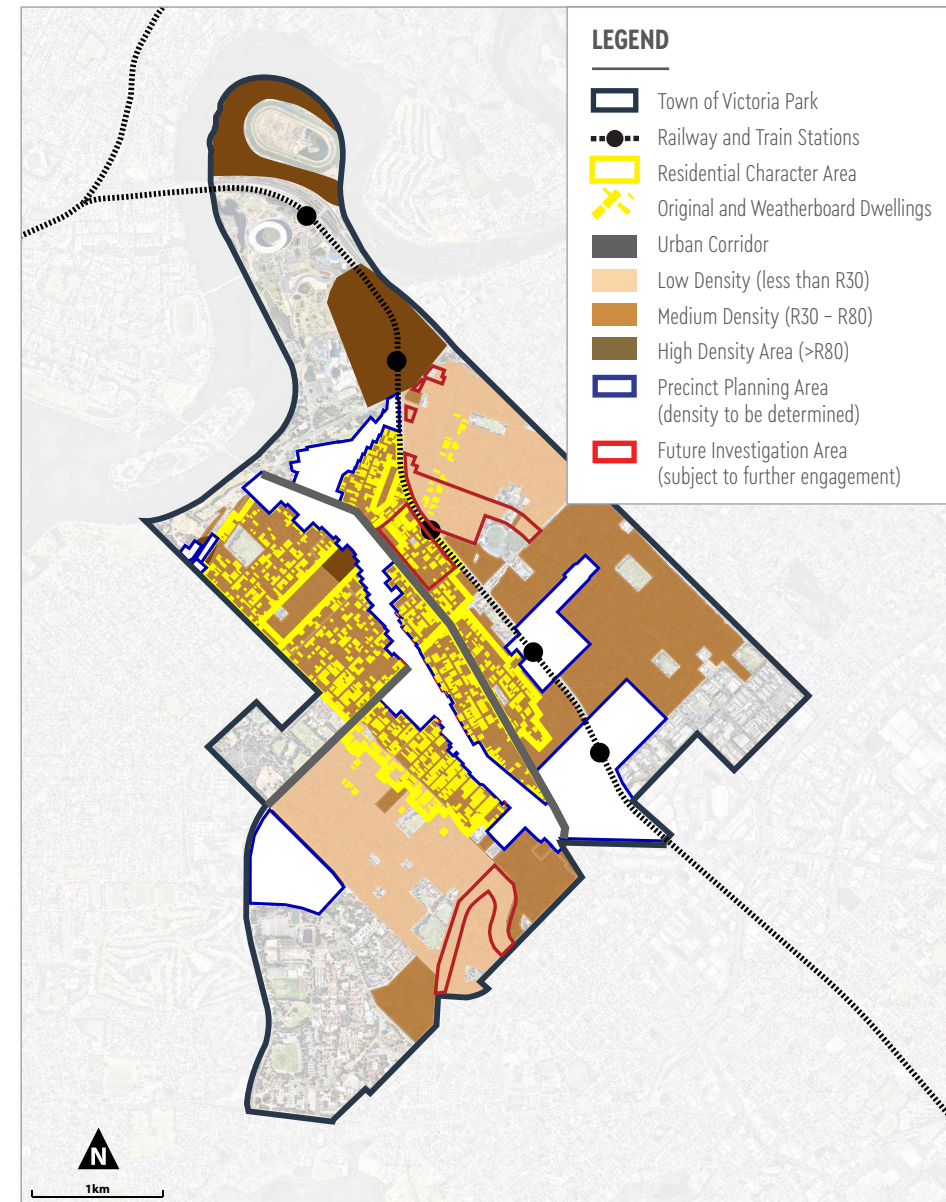 LEGEND
Town of Victoria Park
Railway and Train Stations
Residential Character Area
Original and Weatherboard Dwellings
Urban Corridor
Low Density (less than R30)
Medium Density (R30 – R80)
High Density Area (>R80)
Precinct Planning Area
(density to be determined)
Future Investigation Area
(subject to further engagement)
N
1km